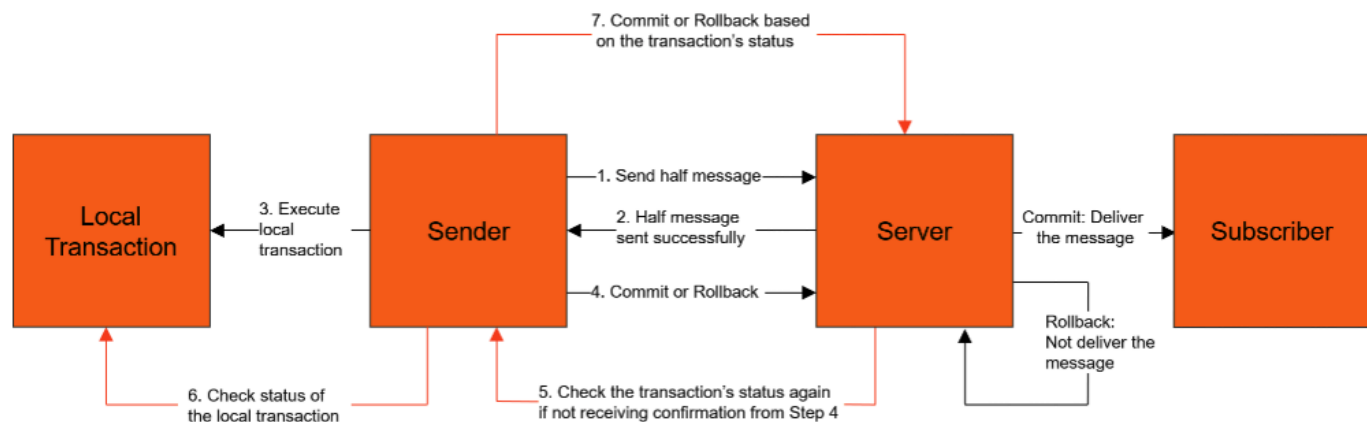 7. Commit or Rollback based
on the transaction's status
Local
Transaction
3. Execute
local
transaction
Sender
1. Send half message
2. Half message
sent successfully
4. Commit or Rollback
Server
Commit: Deliver
the message
Subscriber
Rollback:
Not deliver the
message
6. Check status of
the local transaction
5. Check the transaction's status again
if not receiving confirmation from Step 4